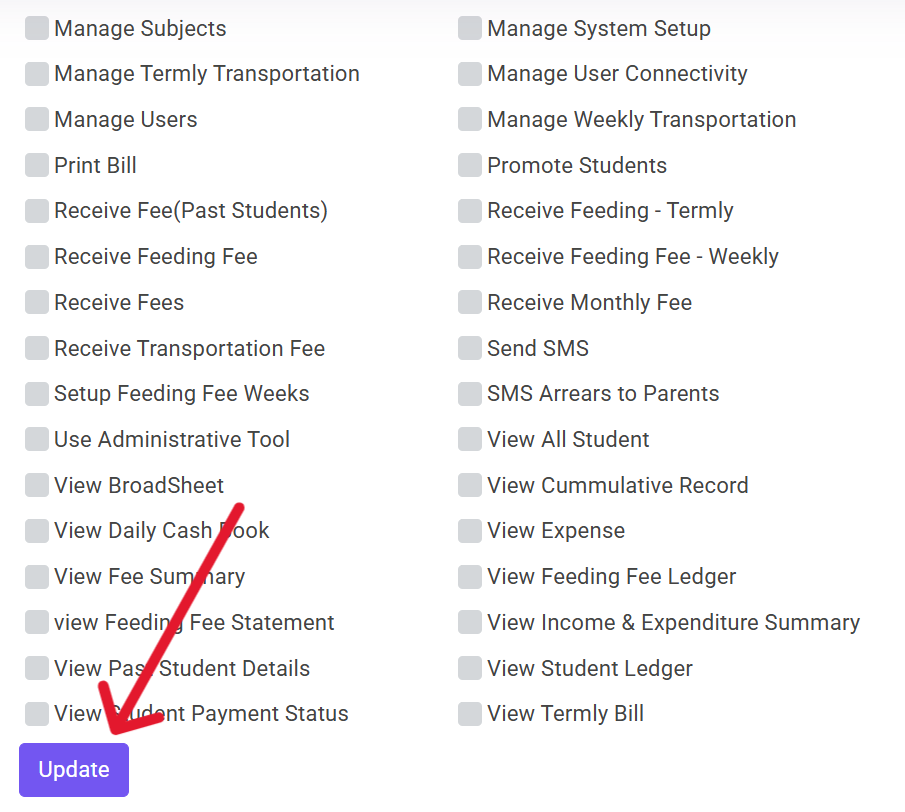 Manage Subjects
Manage System Setup
Manage Termly Transportation
Manage User Connectivity
Manage Users
Manage Weekly Transportation
Print Bill
Promote Students
Receive Fee(Past Students)
Receive Feeding - Termly
Receive Feeding Fee
Receive Feeding Fee - Weekly
Receive Fees
Receive Monthly Fee
Receive Transportation Fee
Send SMS
Setup Feeding Fee Weeks
SMS Arrears to Parents
Use Administrative Tool
View All Student
View BroadSheet
View Cummulative Record
View Daily Cash Book
View Expense
View Fee Summary
View Feeding Fee Ledger
view Feeding Fee Statement
View Income & Expenditure Summary
View Past Student Details
View Student Ledger
View Student Payment Status
View Termly Bill
Update